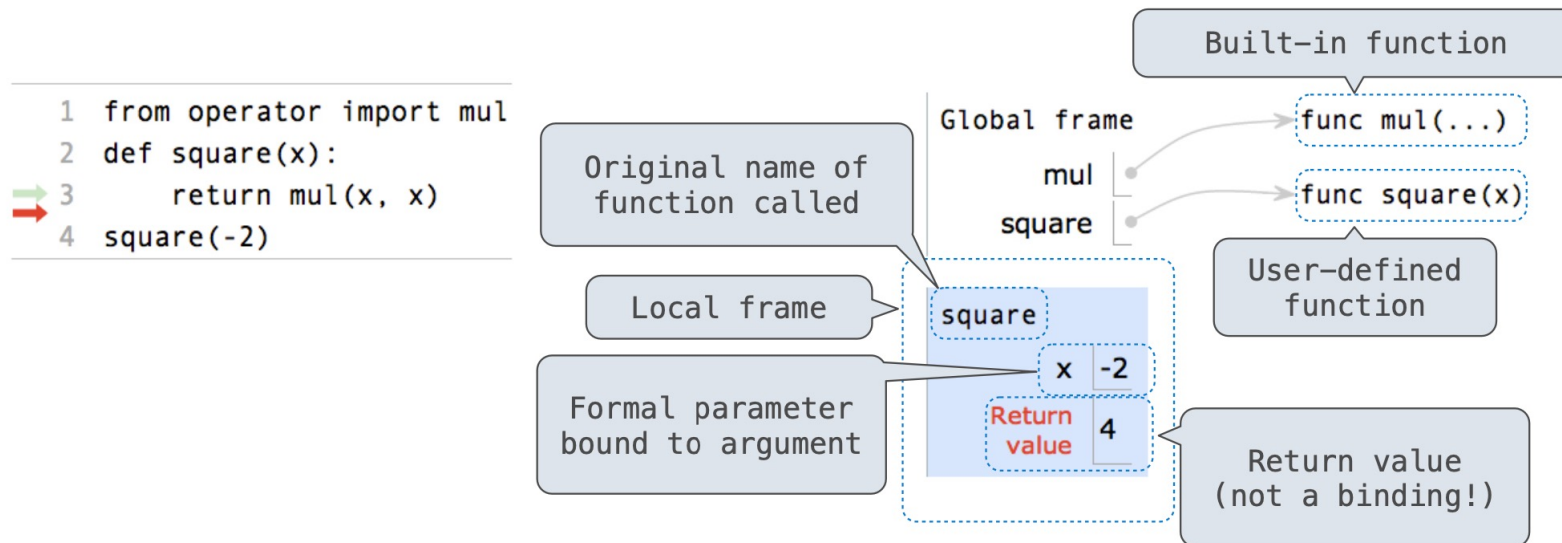 1 from operator import mul
2 def square(x):
3     return mul(x, x)
4 square(-2)
Built-in function
Global frame
func mul(...)
mul
square
func square(x)
Original name of
function called
User-defined
function
Local frame
square
x -2
Return
value
4
Formal parameter
bound to argument
Return value
(not a binding!)